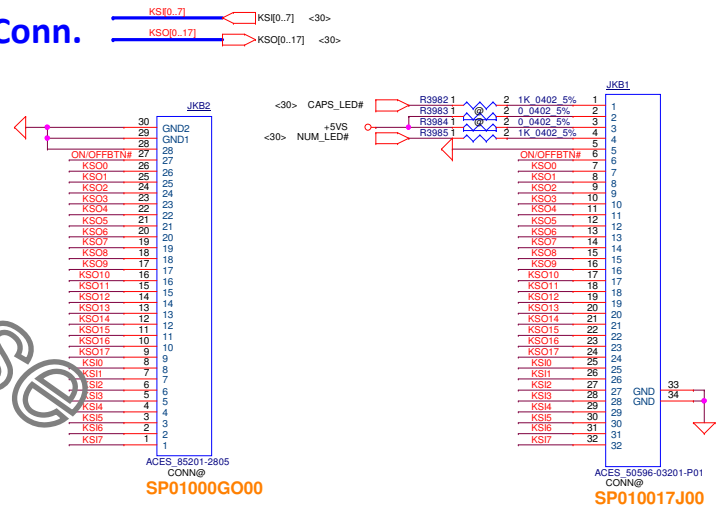 Conn.
KSI[0..7] KSI[0..7] <30>
KSO[0..17] KSO[0..17] <30>
JKB2
30 GND2
29 GND1
28 28
ON/OFFBTN# 27 27
KSO0 26 26
KSO1 25 25
KSO2 24 24
KSO3 23 23
KSO4 22 22
KSO5 21 21
KSO6 20 20
KSO7 19 19
KSO8 18 18
KSO9 17 17
KSO10 16 16
KSO11 15 15
KSO12 14 14
KSO13 13 13
KSO14 12 12
KSO15 11 11
KSO16 10 10
KSO17 9 9
KSI0 8 8
KSI1 7 7
KSI2 6 6
KSI3 5 5
KSI4 4 4
KSI5 3 3
KSI6 2 2
KSI7 1 1
ACES_85201-2805
CONN@
SP01000GO00
JKB1
<30> CAPS_LED# R3982 1 2 1K_0402_5% 1 1
R3983 1 @ 2 0_0402_5% 2 2
+5VS R3984 1 @ 2 0_0402_5% 3 3
<30> NUM_LED# R3985 1 2 1K_0402_5% 4 4
5 5
ON/OFFBTN# 6 6
KSO0 7 7
KSO1 8 8
KSO2 9 9
KSO3 10 10
KSO4 11 11
KSO5 12 12
KSO6 13 13
KSO7 14 14
KSO8 15 15
KSO9 16 16
KSO10 17 17
KSO11 18 18
KSO12 19 19
KSO13 20 20
KSO14 21 21
KSO15 22 22
KSO16 23 23
KSO17 24 24
KSI0 25 25
KSI1 26 26
KSI2 27 27 GND 33
KSI3 28 28 GND 34
KSI4 29 29
KSI5 30 30
KSI6 31 31
KSI7 32 32
ACES_50596-03201-P01
CONN@
SP010017J00